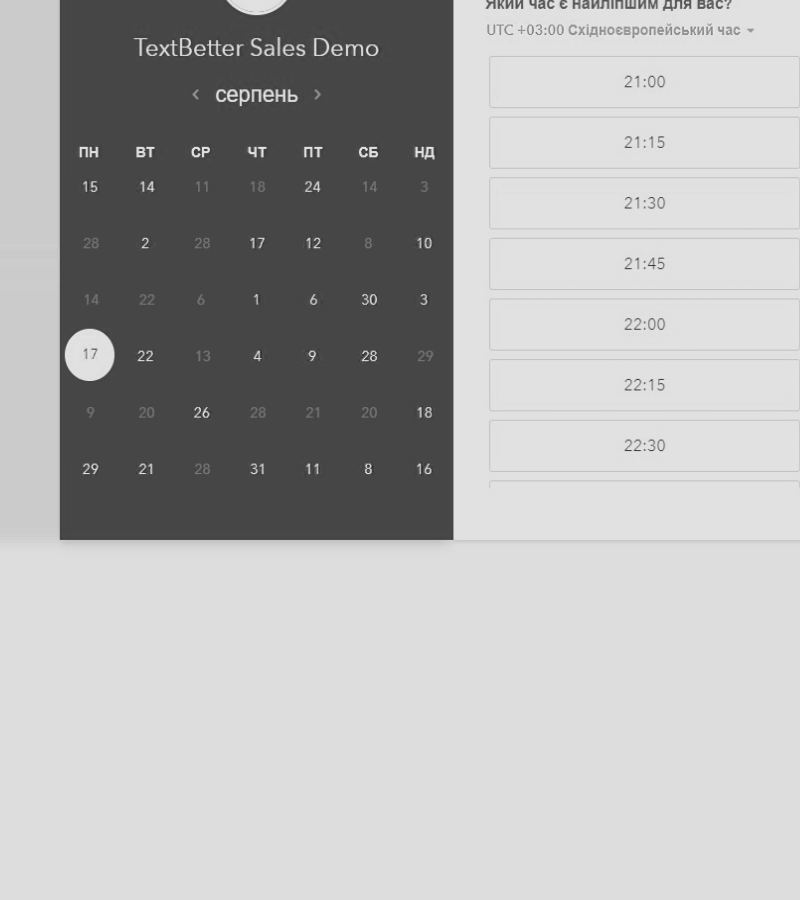 TextBetter Sales Demo
серпень
ПН ВТ СР ЧТ ПТ СБ НД
15 14 11 18 24 14 3
28 2 28 17 12 8 10
14 22 6 1 6 30 3
17 22 13 4 9 28 29
9 20 26 28 21 20 18
29 21 28 31 11 8 16
Який час є найліпшим для вас?
UTC +03:00 Східноєвропейський час
21:00
21:15
21:30
21:45
22:00
22:15
22:30